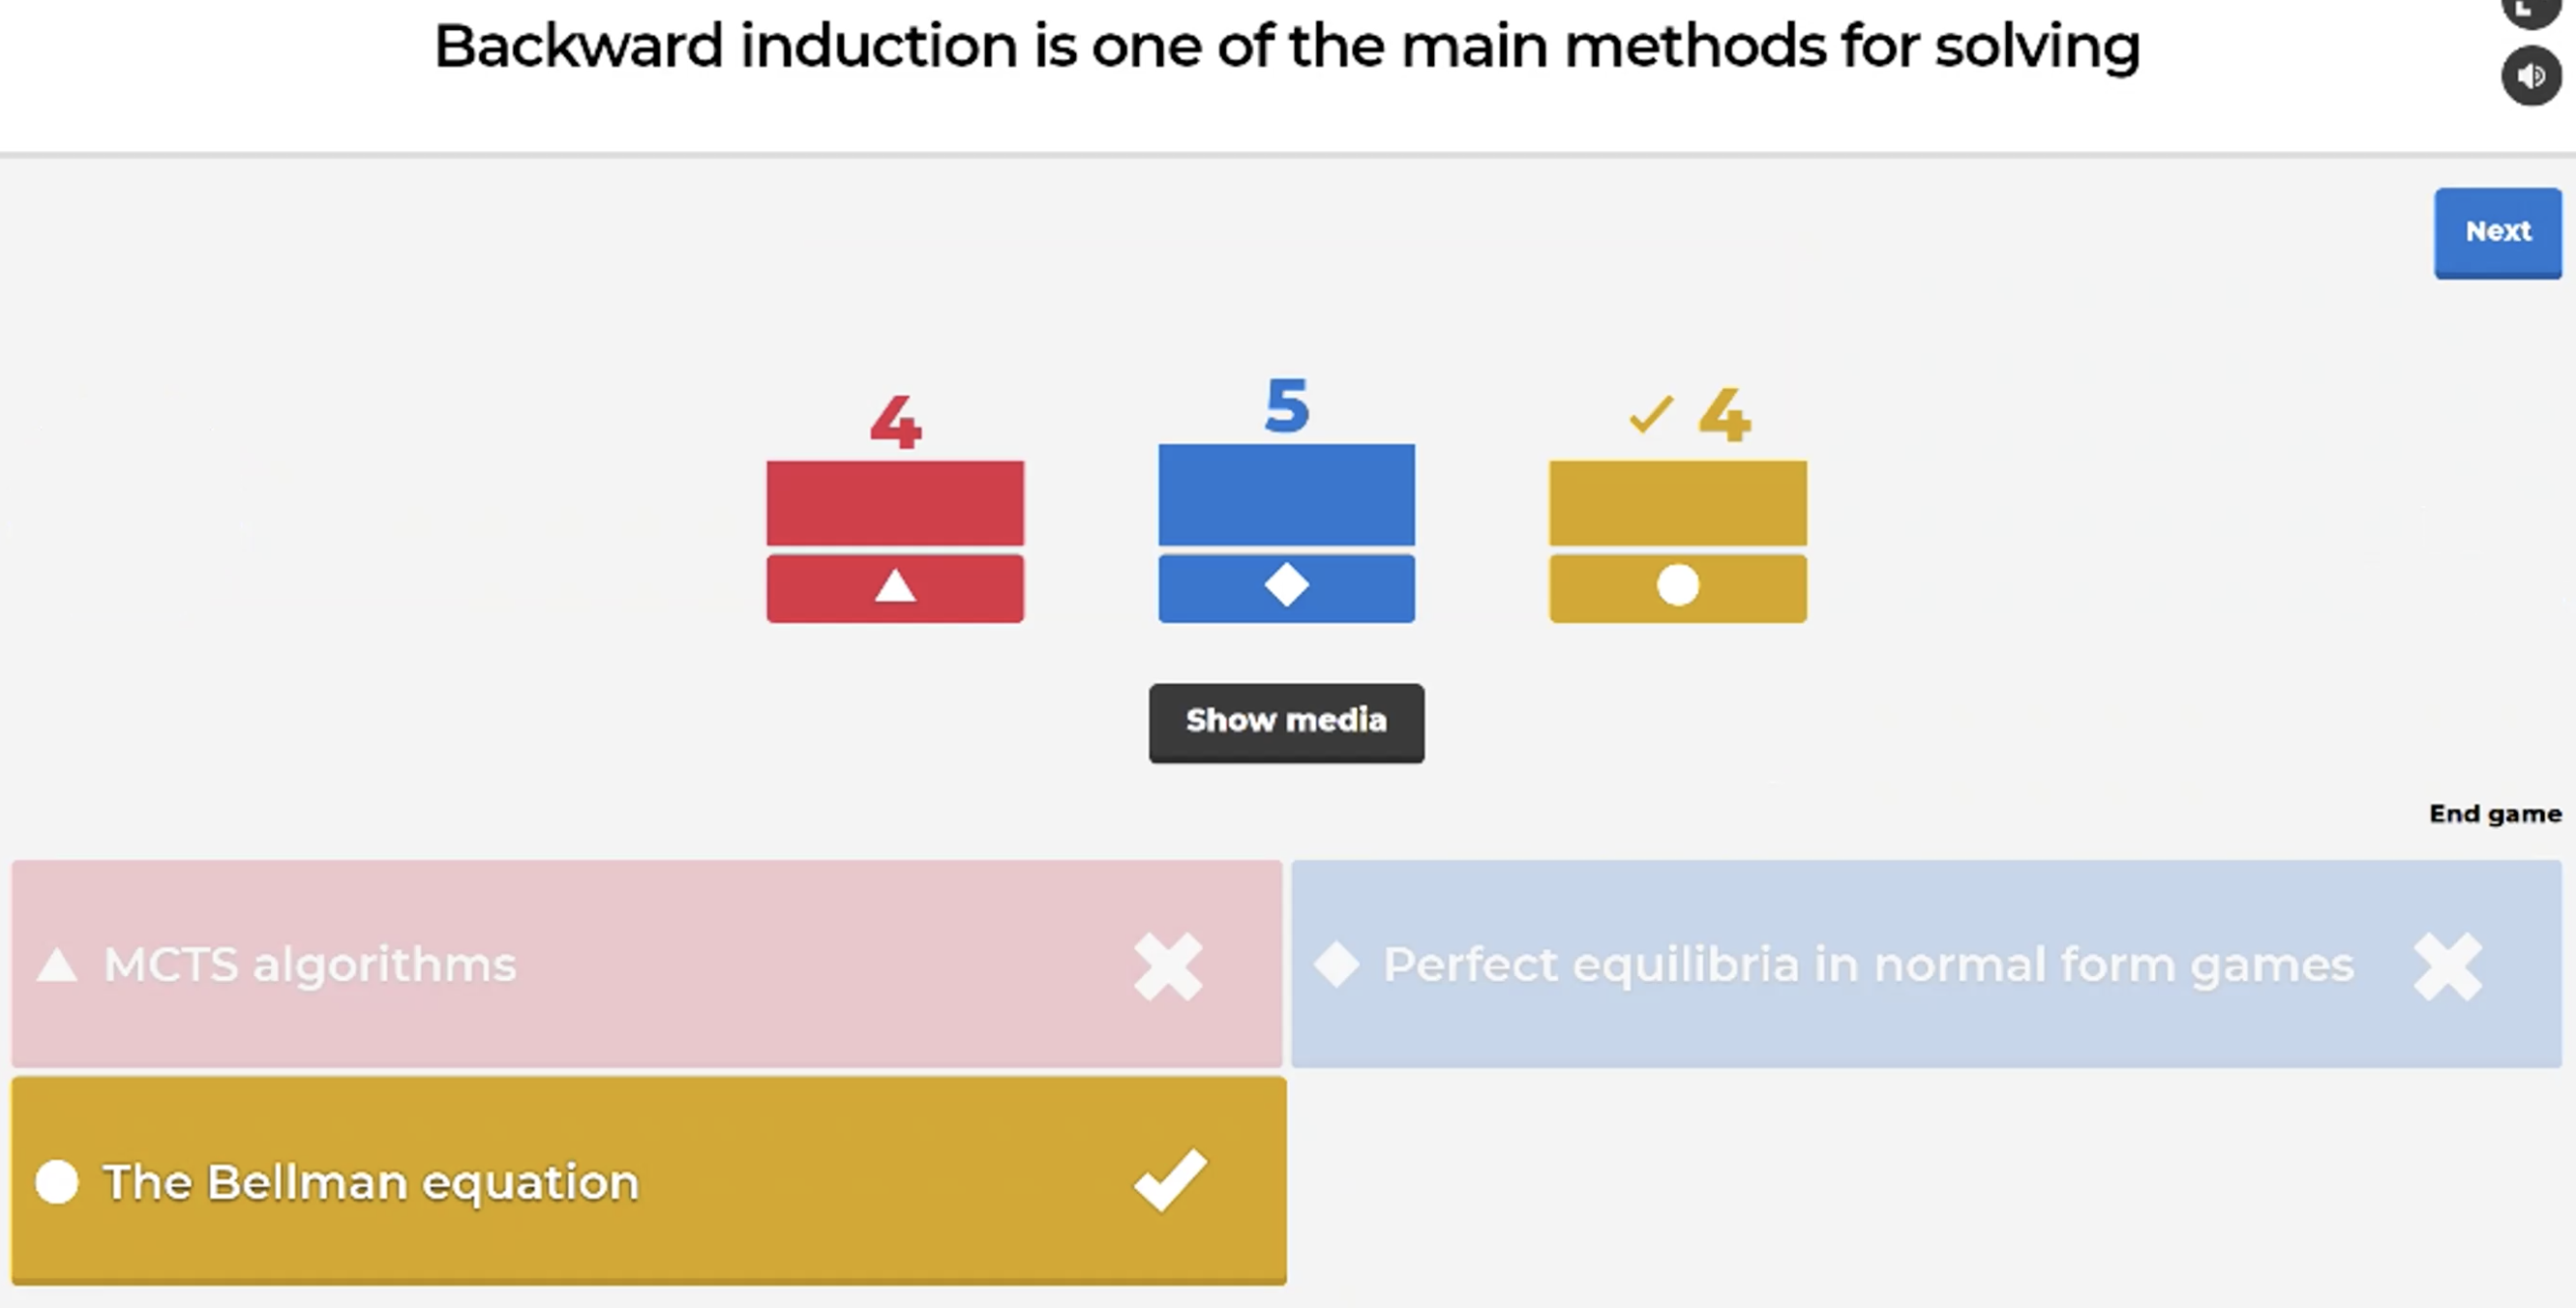 Backward induction is one of the main methods for solving
Next
4
5
4
Show media
End game
MCTS algorithms
Perfect equilibria in normal form games
The Bellman equation